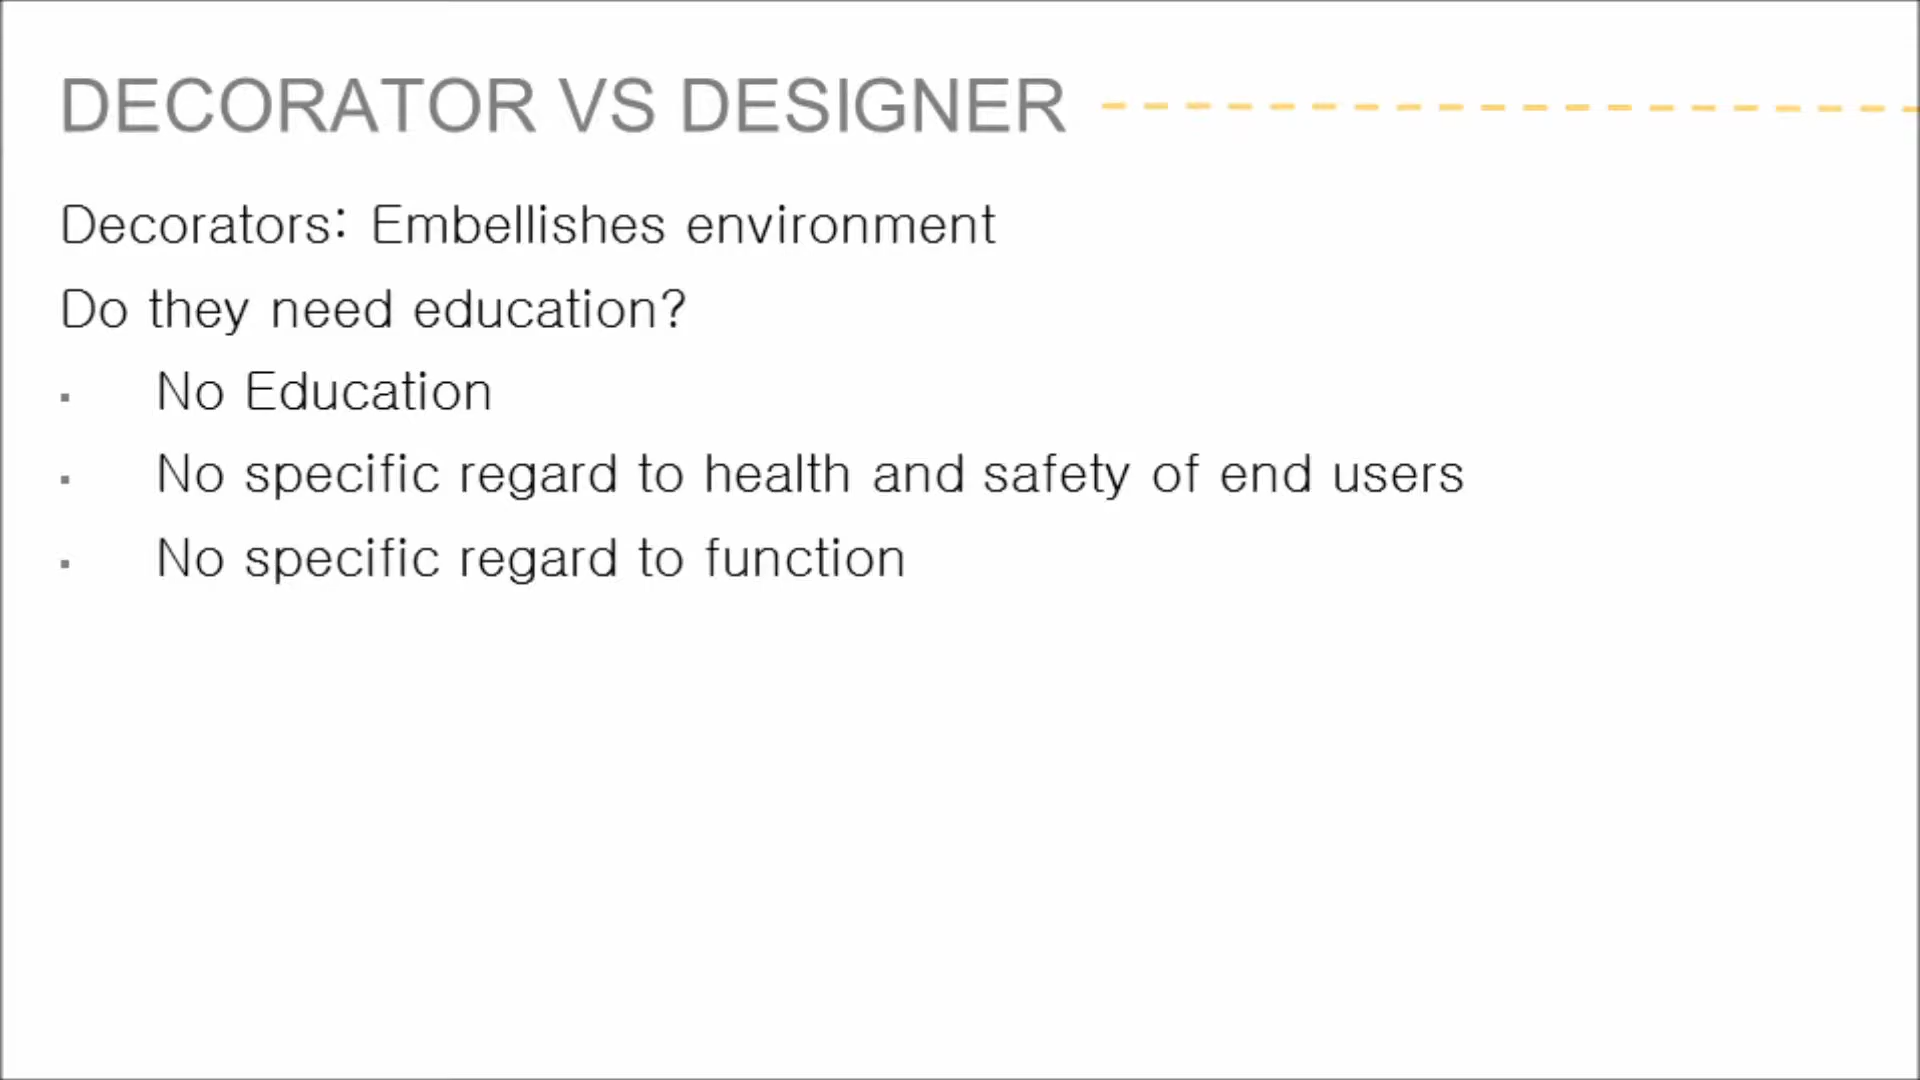 DECORATOR VS DESIGNER
Decorators: Embellishes environment
Do they need education?
▪ No Education
▪ No specific regard to health and safety of end users
▪ No specific regard to function